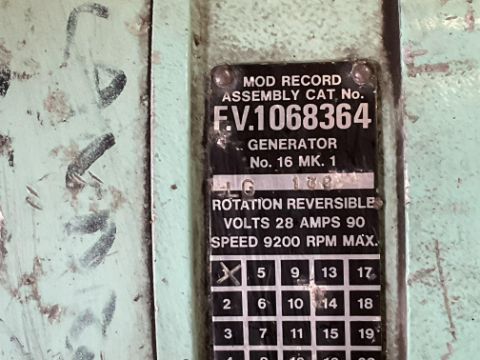 MOD RECORD
ASSEMBLY CAT. No.
F.V.1068364
GENERATOR
No. 16 MK. 1
LG
ROTATION REVERSIBLE
VOLTS 28 AMPS 90
SPEED 9200 RPM MAX.
5 9 13 17
2 6 10 14 18
3 7 11 15 19